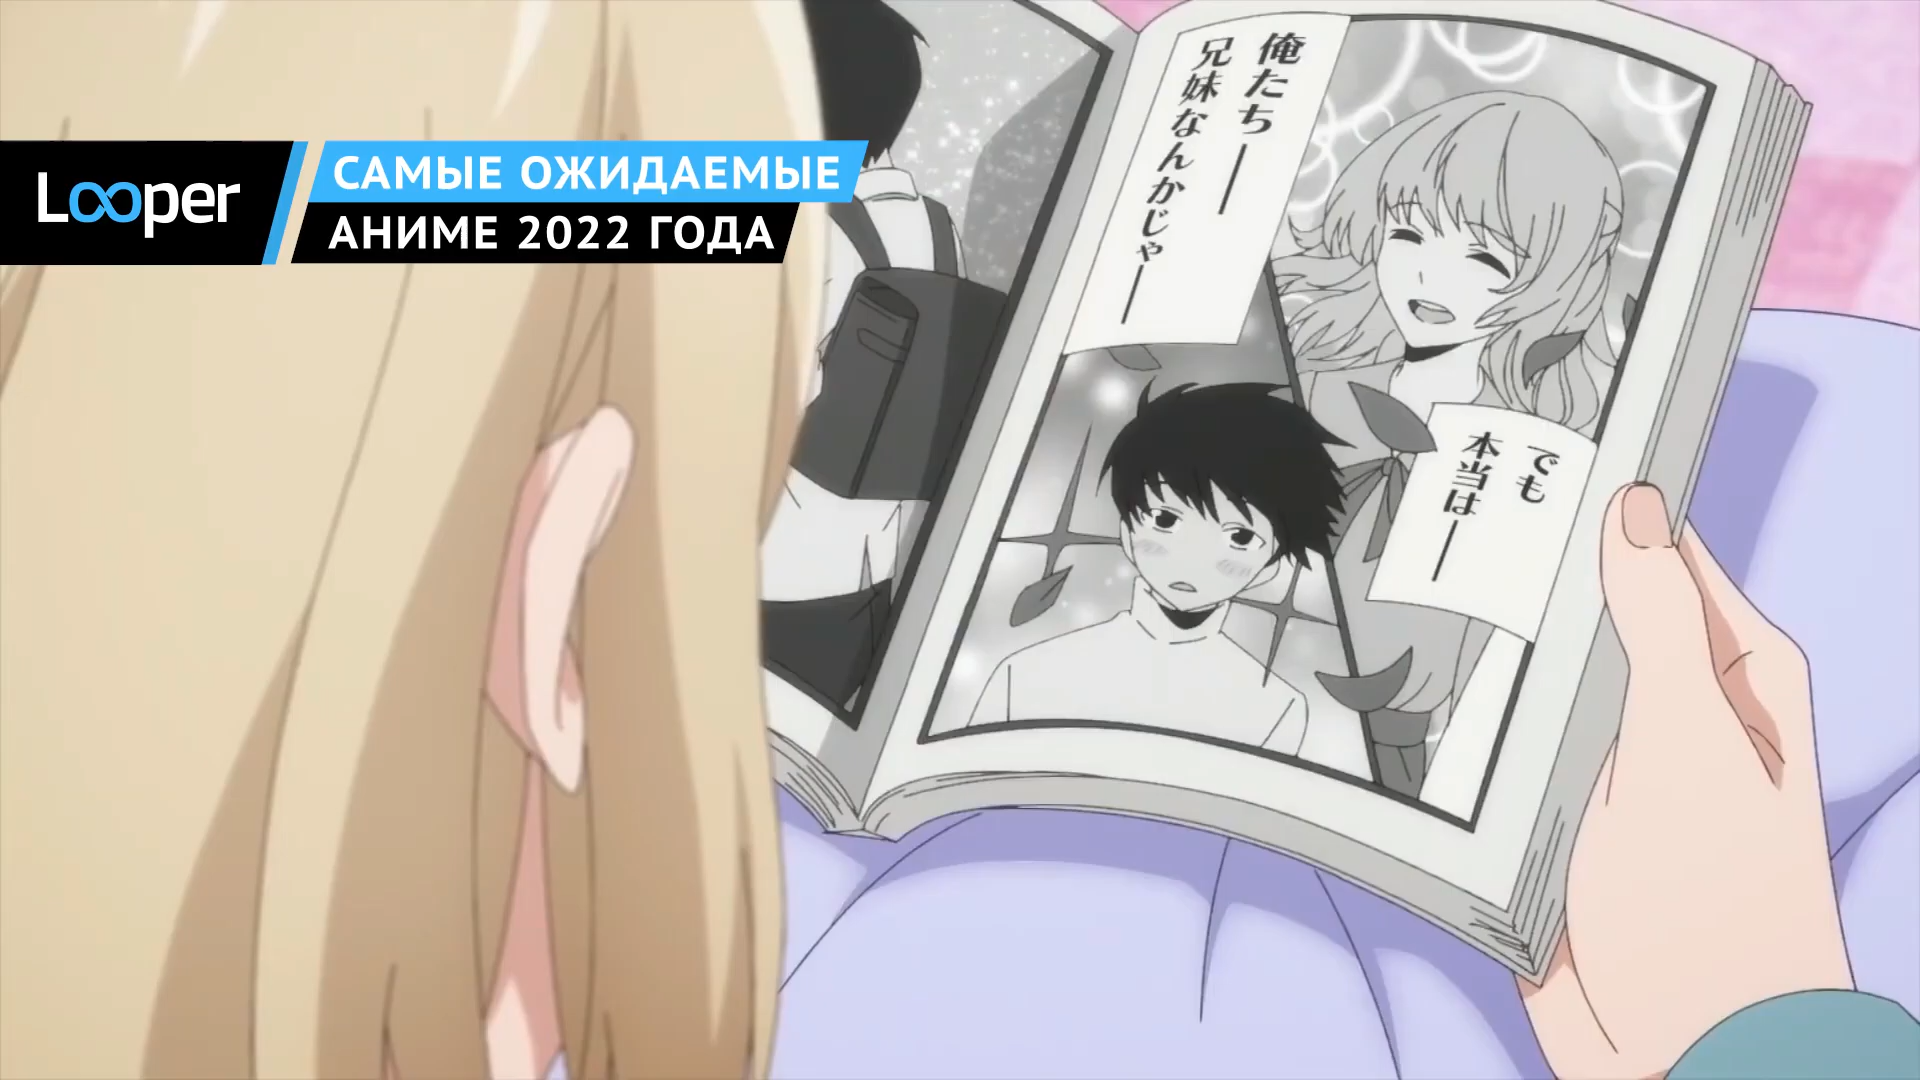 Looper
САМЫЕ ОЖИДАЕМЫЕ
АНИМЕ 2022 ГОДА
俺たち――
兄妹なんかじゃ――
でも
本当は――